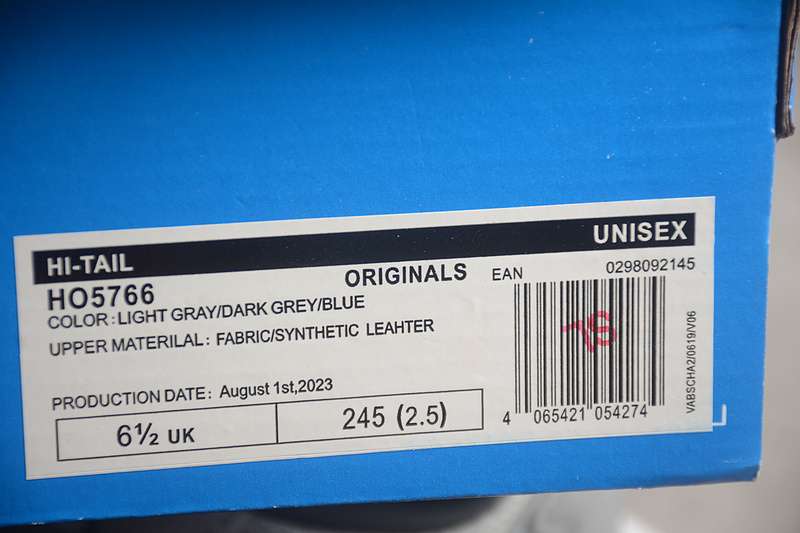 HI-TAIL UNISEX
HO5766 ORIGINALS EAN 0298092145
COLOR:LIGHT GRAY/DARK GREY/BLUE
UPPER MATERILAL: FABRIC/SYNTHETIC LEAHTER
PRODUCTION DATE: August 1st,2023
6½ UK 245 (2.5)
4 065421 054274
VABSCHA2/0619/V06